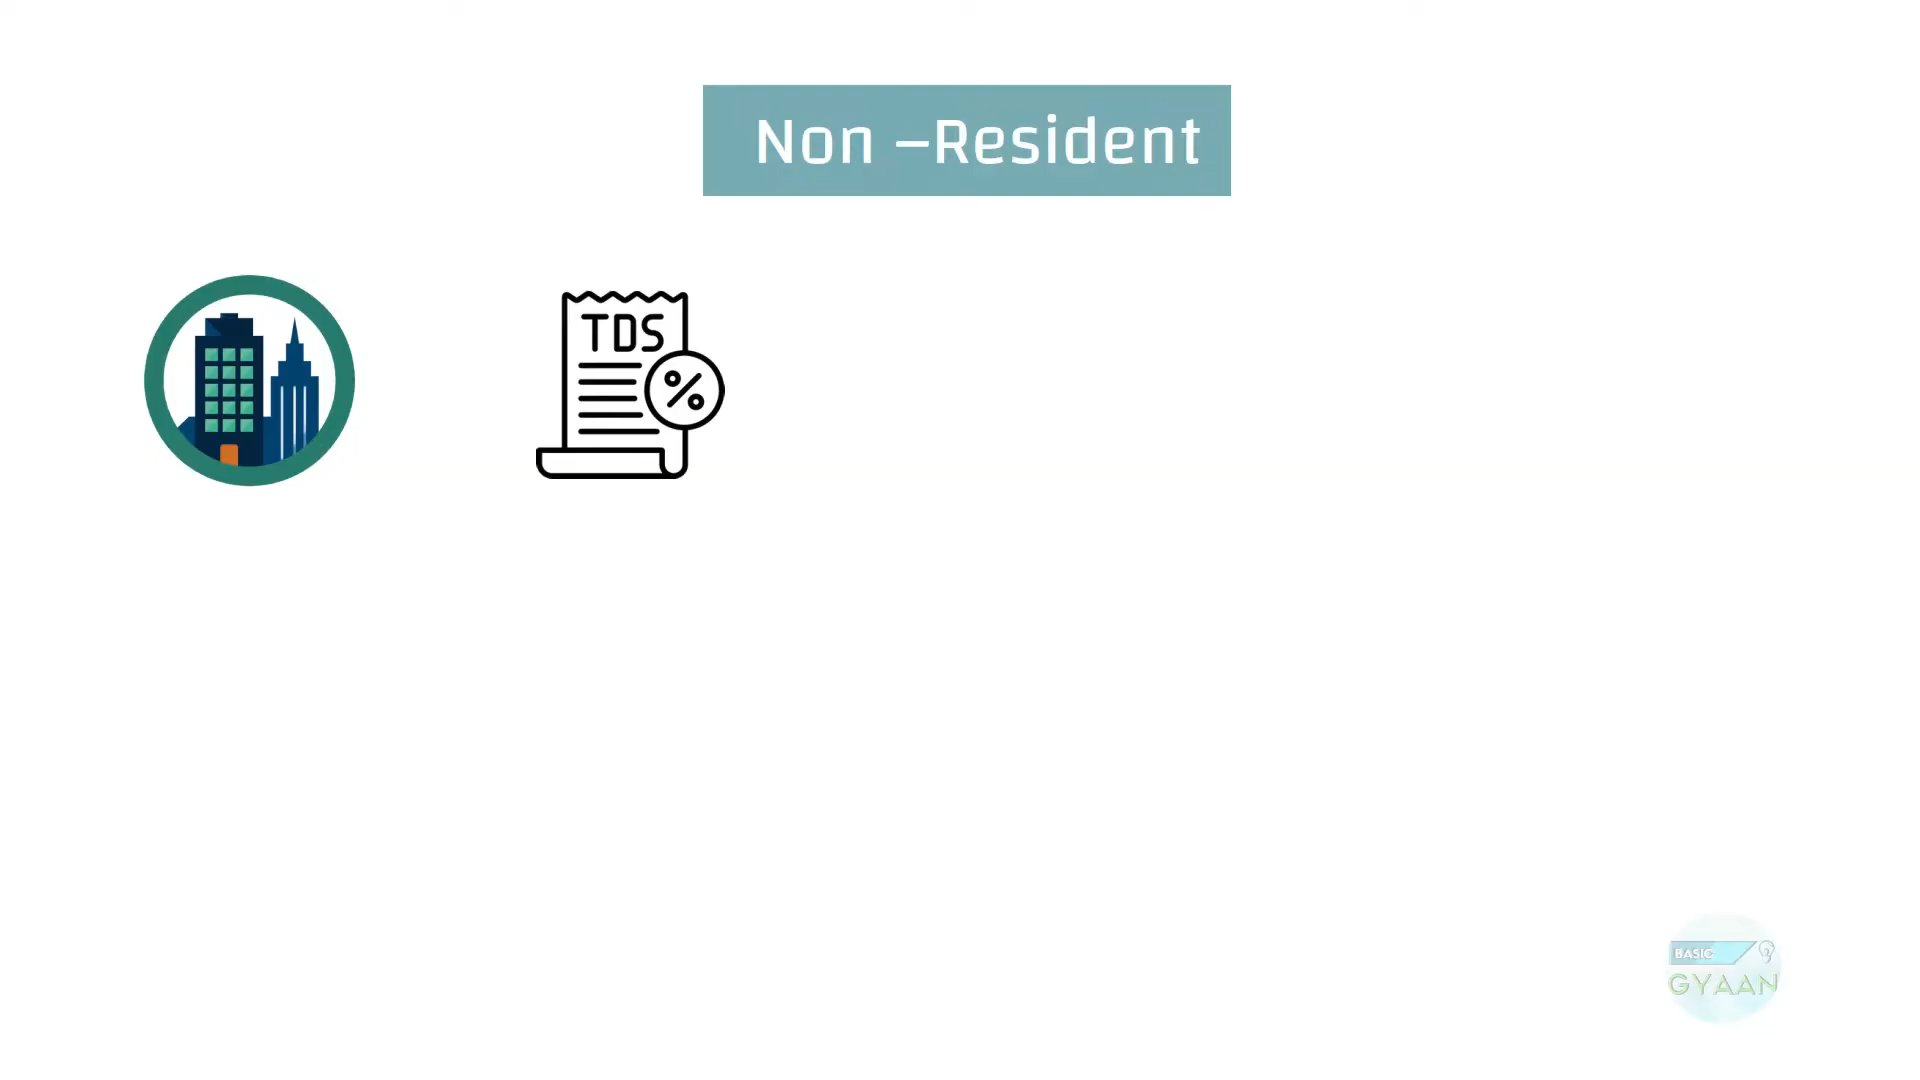 Non –Resident
TDS
%
BASIC
GYAAN